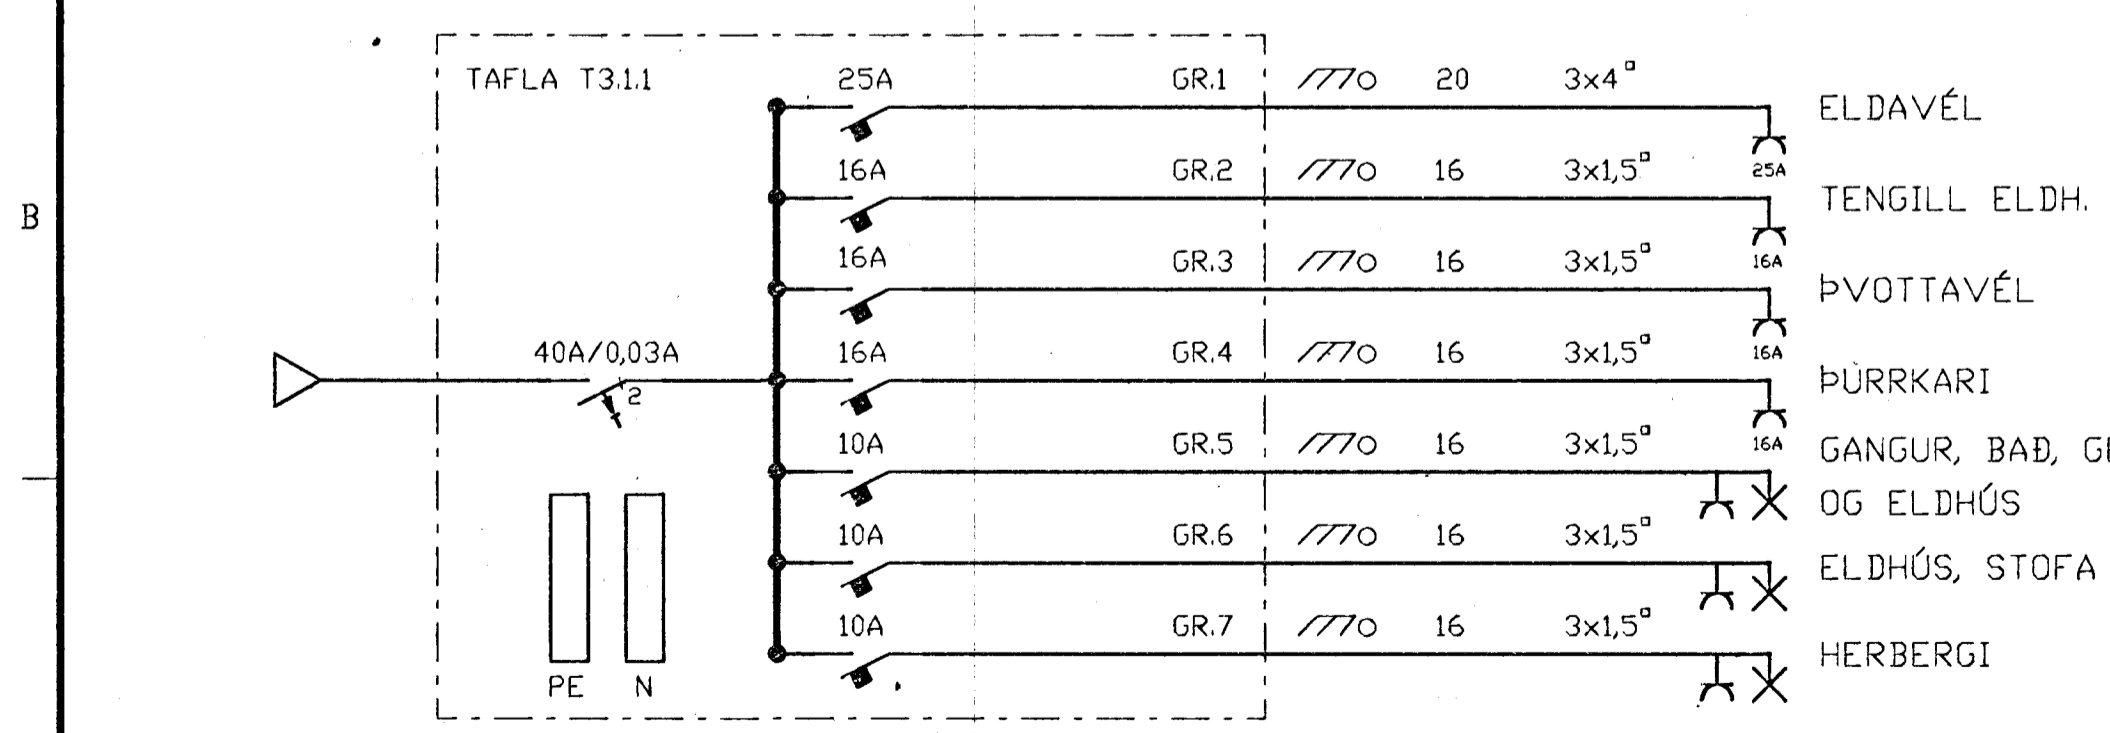 TAFLA T3.1.1 25A GR.1 20 3x4▫
ELDAVÉL
25A
16A GR.2 16 3x1,5▫
TENGILL ELDH.
16A
16A GR.3 16 3x1,5▫
ÞVOTTAVÉL
16A
40A/0,03A 16A GR.4 16 3x1,5▫
2
ÞÙRRKARI
16A
10A GR.5 16 3x1,5▫
GANGUR, BAÐ,
OG ELDHÚS
10A GR.6 16 3x1,5▫
ELDHÚS, STOFA
10A GR.7 16 3x1,5▫
HERBERGI
PE N
B